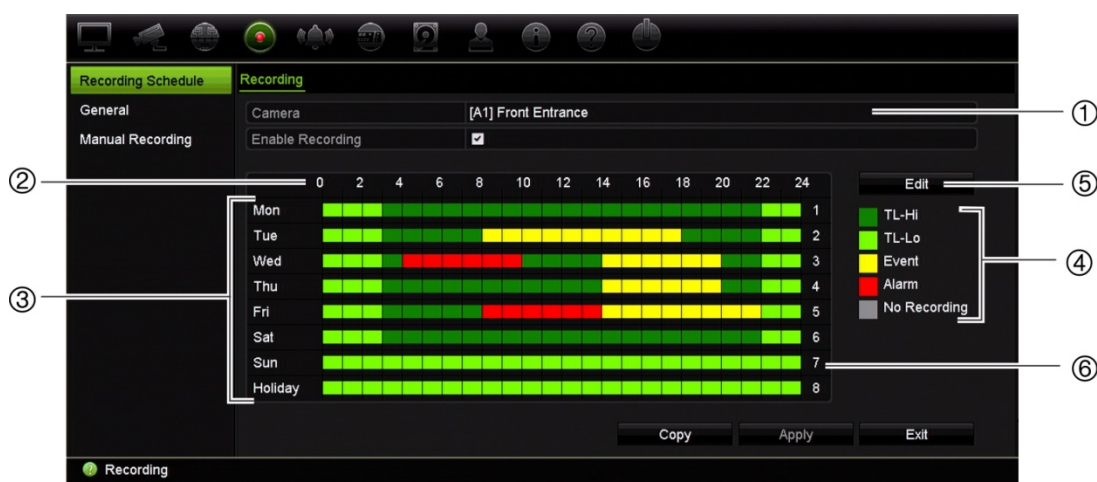 Recording Schedule Recording
General Camera [A1] Front Entrance ①
Manual Recording Enable Recording
② 0 2 4 6 8 10 12 14 16 18 20 22 24 Edit ⑤
Mon 1 TL-Hi
Tue 2 TL-Lo
Wed 3 Event ④
Thu 4 Alarm
③ Fri 5 No Recording
Sat 6
Sun 7 ⑥
Holiday 8
Copy Apply Exit
Recording